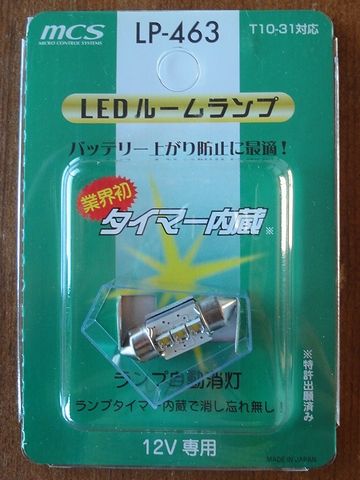 mcs
MICRO CONTROL SYSTEMS
LP-463
T10-31対応
LEDルームランプ
バッテリー上がり防止に最適!
業界初
タイマー内蔵※
ランプ自動消灯
ランプタイマー内蔵で消し忘れ無し!
※特許出願済み
12V専用
MADE IN JAPAN